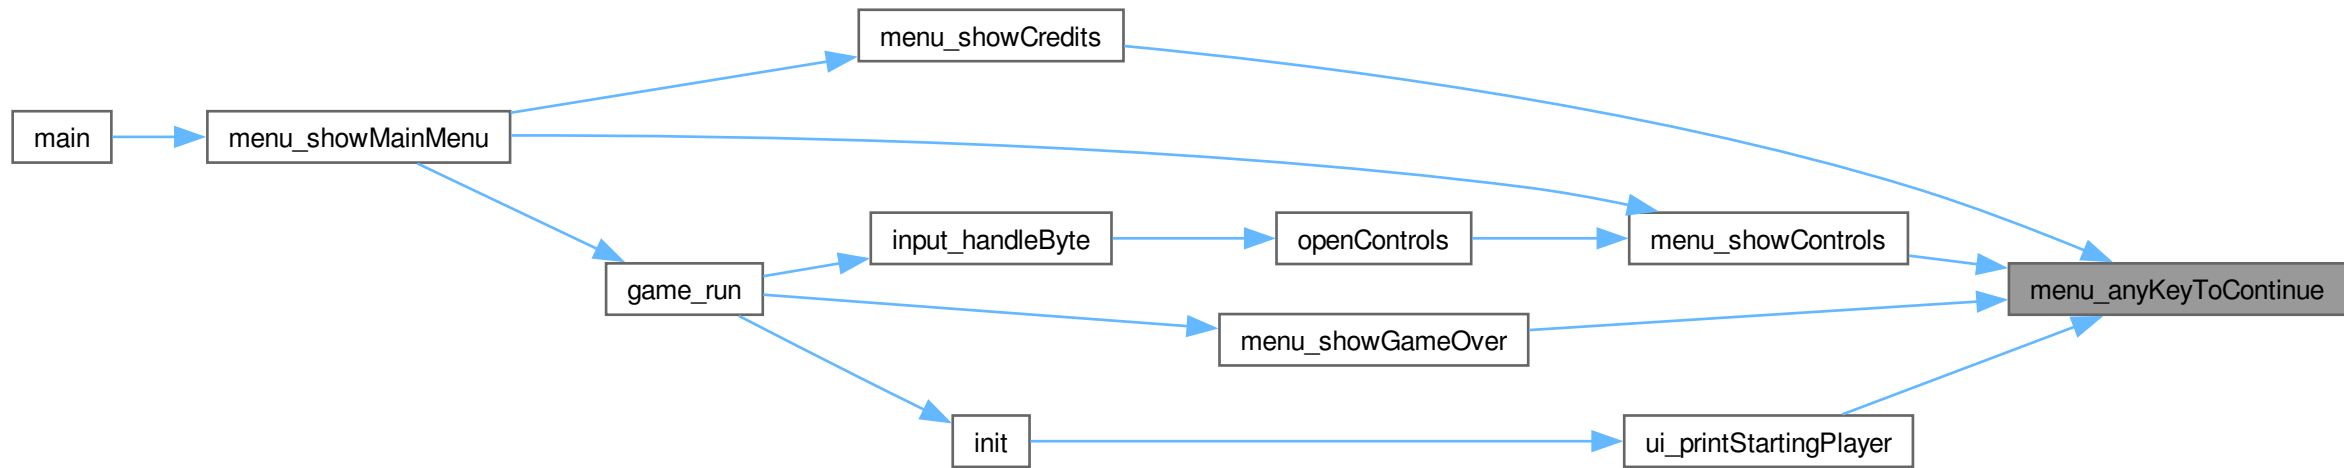 menu_showCredits
main
menu_showMainMenu
input_handleByte
openControls
menu_showControls
game_run
menu_anyKeyToContinue
menu_showGameOver
init
ui_printStartingPlayer